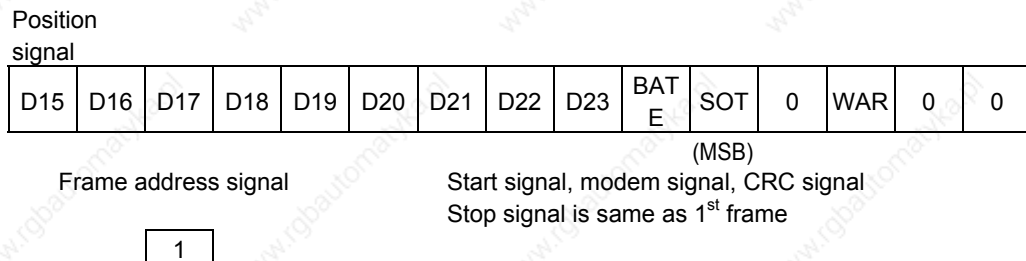 Position
signal
D15 D16 D17 D18 D19 D20 D21 D22 D23 BAT E SOT 0 WAR 0 0
(MSB)
Frame address signal Start signal, modem signal, CRC signal
Stop signal is same as 1st frame
1